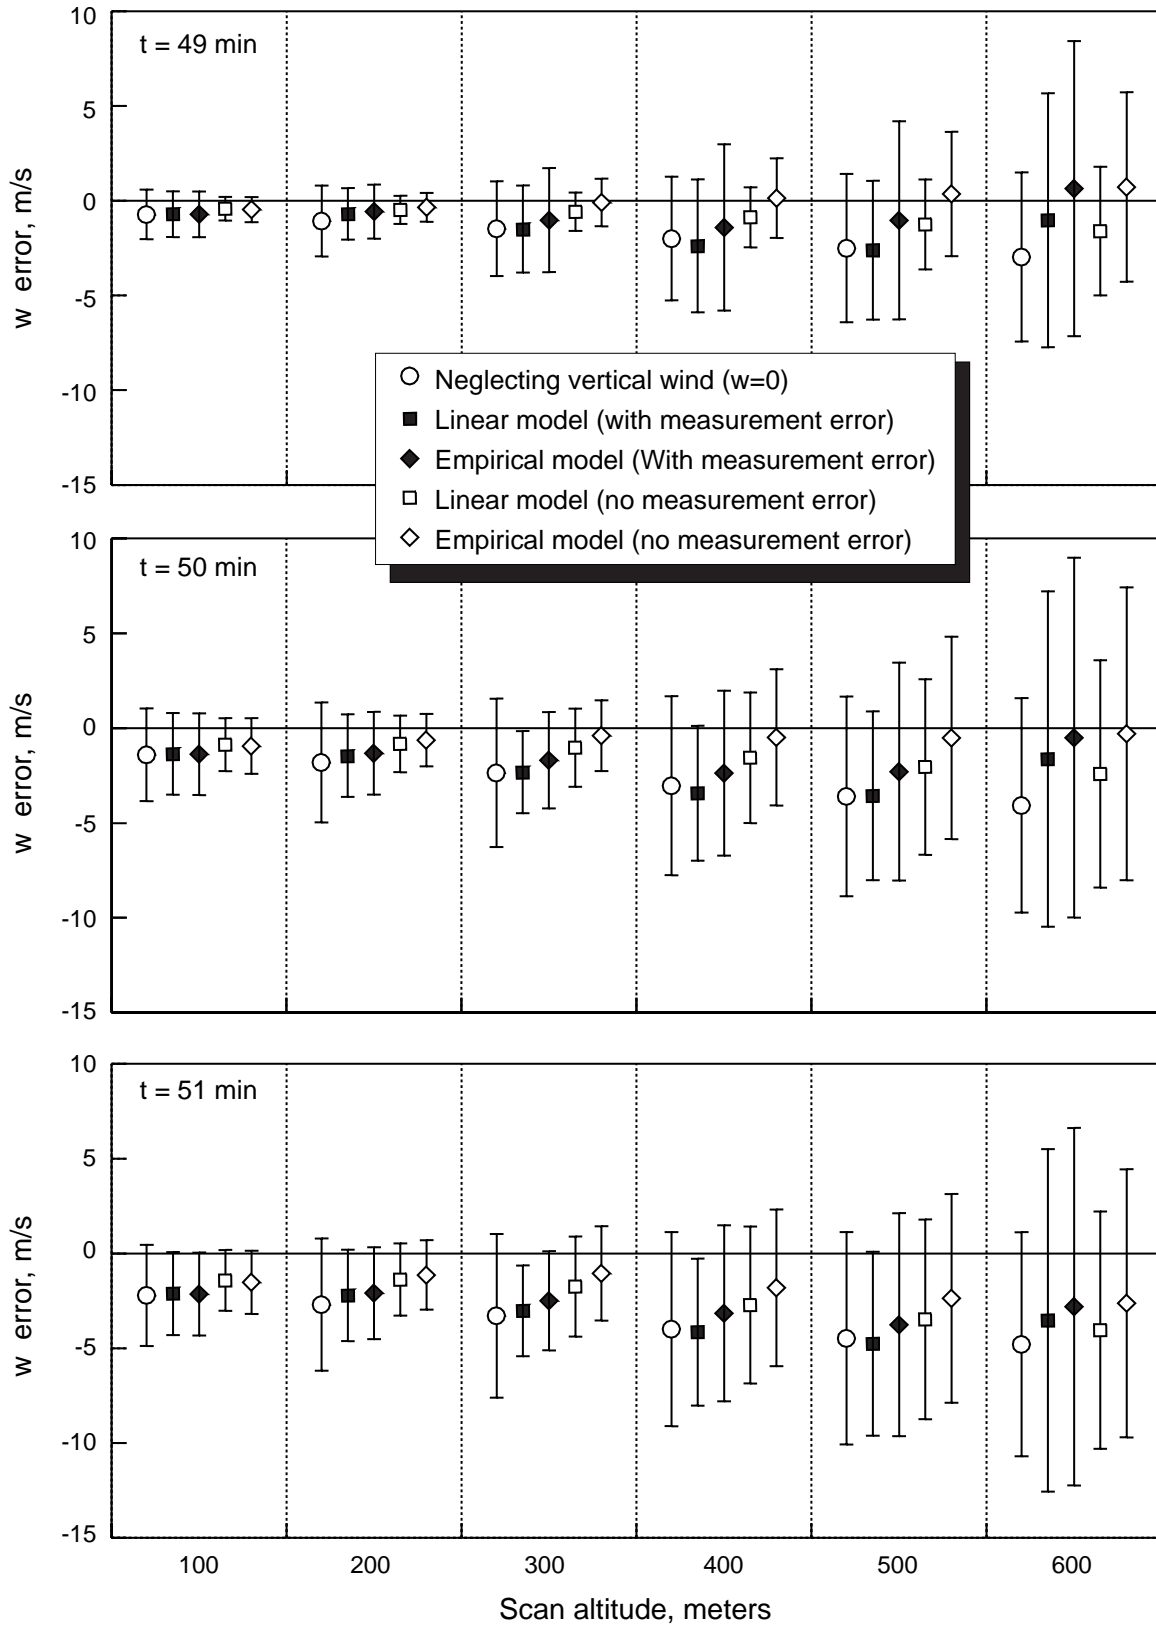 10
t = 49 min
5
0
-5
-10
-15
w error, m/s
Neglecting vertical wind (w=0)
Linear model (with measurement error)
Empirical model (With measurement error)
Linear model (no measurement error)
Empirical model (no measurement error)
10
t = 50 min
5
0
-5
-10
-15
w error, m/s
10
t = 51 min
5
0
-5
-10
-15
w error, m/s
100 200 300 400 500 600
Scan altitude, meters